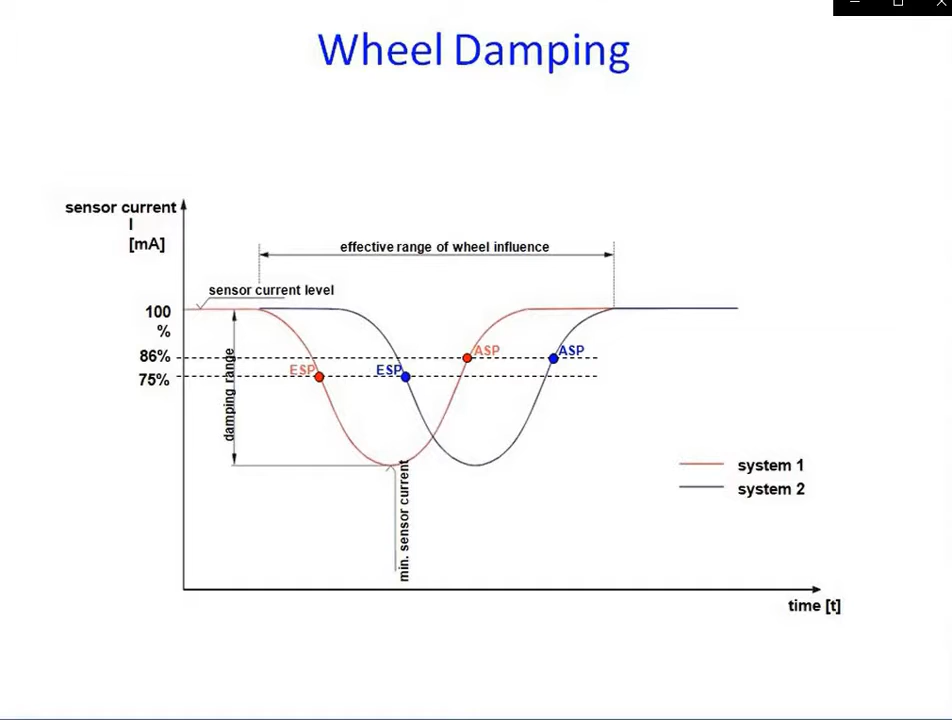 Wheel Damping
sensor current
I
[mA]
effective range of wheel influence
sensor current level
100
%
86%
75%
damping range
ESP
ESP
ASP
ASP
min. sensor current
system 1
system 2
time [t]